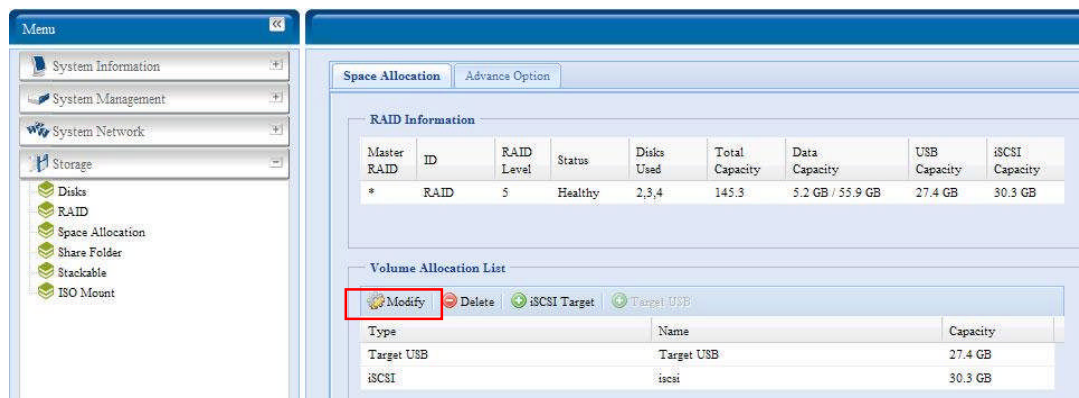 Menu
System Information
System Management
System Network
Storage
Disks
RAID
Space Allocation
Share Folder
Stackable
ISO Mount
Space Allocation Advance Option
RAID Information
Master RAID ID RAID Level Status Disks Used Total Capacity Data Capacity USB Capacity iSCSI Capacity
* RAID 5 Healthy 2,3,4 145.3 5.2 GB / 55.9 GB 27.4 GB 30.3 GB
Volume Allocation List
Modify Delete iSCSI Target Target USB
Type Name Capacity
Target USB Target USB 27.4 GB
iSCSI iscsi 30.3 GB